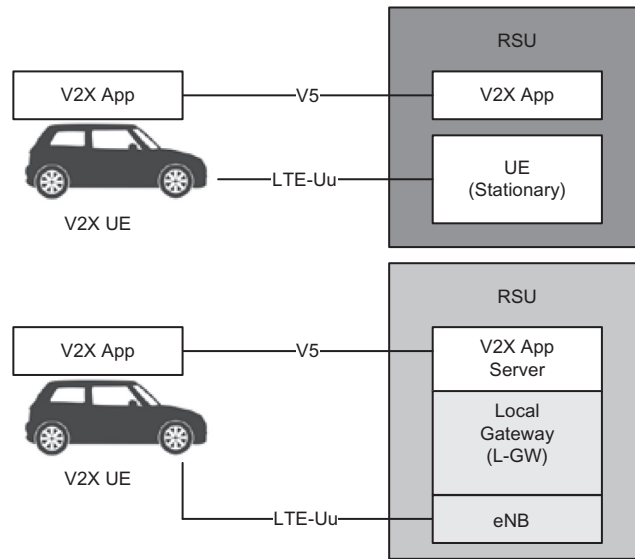 RSU
V2X App
V5
V2X App
UE
(Stationary)
LTE-Uu
V2X UE
RSU
V2X App
V5
V2X App
Server
Local
Gateway
(L-GW)
V2X UE
LTE-Uu
eNB